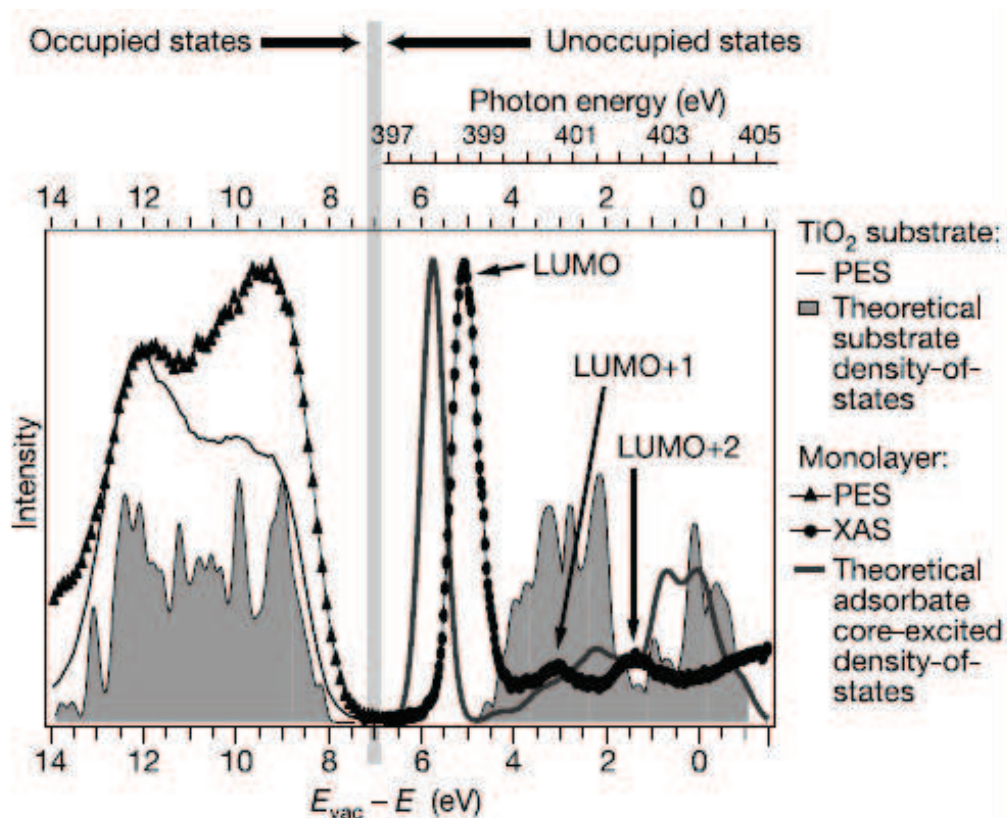 Occupied states
Unoccupied states
Photon energy (eV)
397 399 401 403 405
14 12 10 8 6 4 2 0
LUMO
LUMO+1
LUMO+2
Intensity
14 12 10 8 6 4 2 0
E_vac – E (eV)
TiO₂ substrate:
PES
Theoretical
substrate
density-of-
states
Monolayer:
PES
XAS
Theoretical
adsorbate
core-excited
density-of-
states